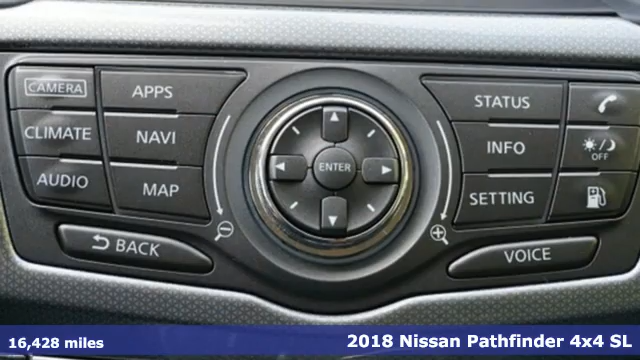 CAMERA APPS STATUS
CLIMATE NAVI ENTER INFO OFF
AUDIO MAP SETTING
BACK VOICE
16,428 miles 2018 Nissan Pathfinder 4x4 SL